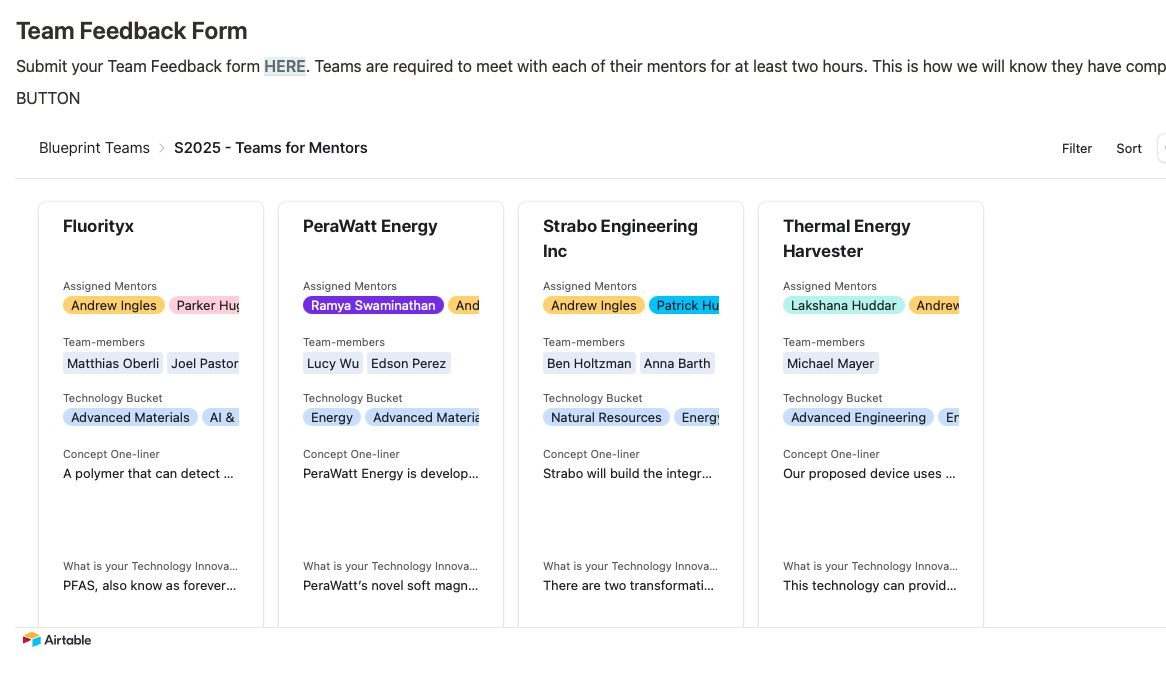 Team Feedback Form
Submit your Team Feedback form HERE. Teams are required to meet with each of their mentors for at least two hours. This is how we will know they have comp
BUTTON
Blueprint Teams > S2025 - Teams for Mentors
Filter Sort
Fluorityx
Assigned Mentors
Andrew Ingles Parker Hug
Team-members
Matthias Oberli Joel Pastor
Technology Bucket
Advanced Materials AI &
Concept One-liner
A polymer that can detect ...
What is your Technology Innova...
PFAS, also know as forever...
PeraWatt Energy
Assigned Mentors
Ramya Swaminathan And
Team-members
Lucy Wu Edson Perez
Technology Bucket
Energy Advanced Materia
Concept One-liner
PeraWatt Energy is develop...
What is your Technology Innova...
PeraWatt's novel soft magn...
Strabo Engineering
Inc
Assigned Mentors
Andrew Ingles Patrick Hu
Team-members
Ben Holtzman Anna Barth
Technology Bucket
Natural Resources Energy
Concept One-liner
Strabo will build the integr...
What is your Technology Innova...
There are two transformati...
Thermal Energy
Harvester
Assigned Mentors
Lakshana Huddar Andrew
Team-members
Michael Mayer
Technology Bucket
Advanced Engineering En
Concept One-liner
Our proposed device uses ...
What is your Technology Innova...
This technology can provid...
Airtable